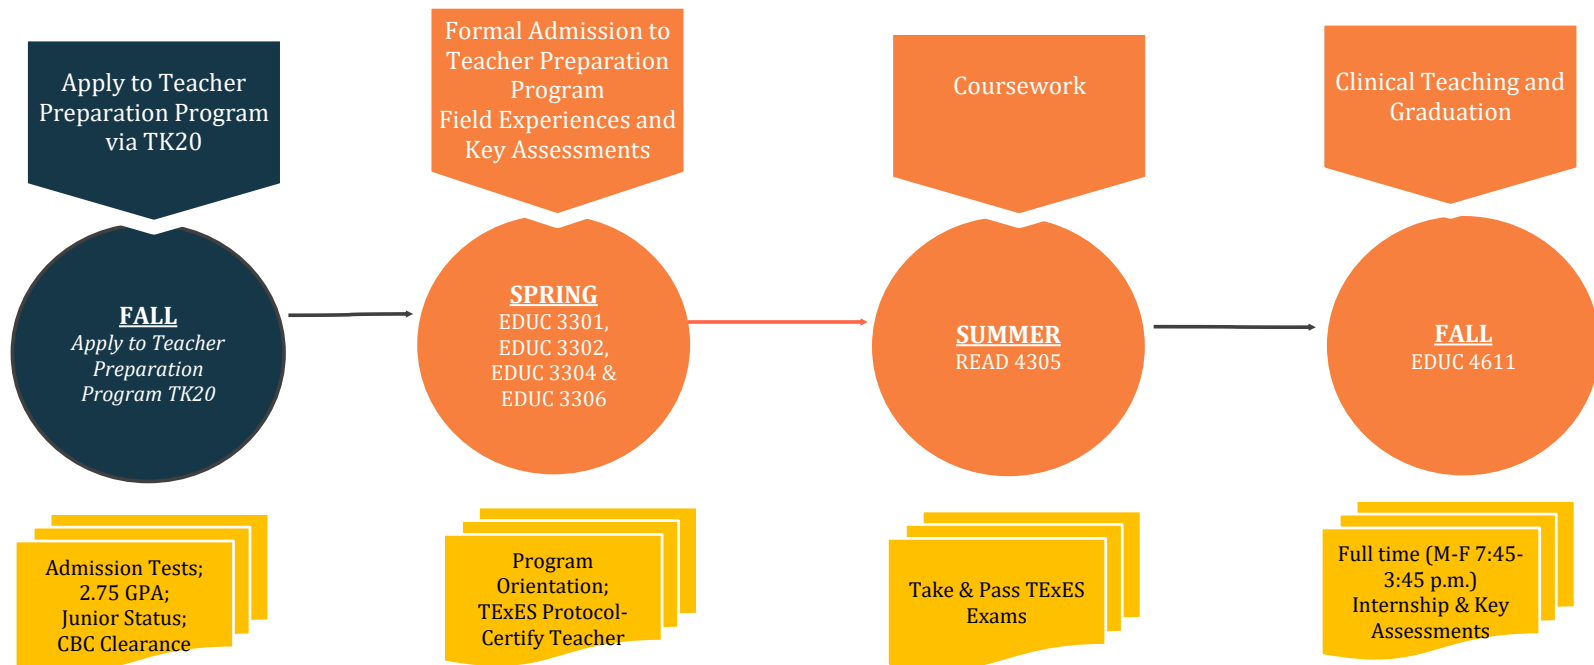 Apply to Teacher
Preparation Program
via TK20
Formal Admission to
Teacher Preparation
Program
Field Experiences and
Key Assessments
Coursework
Clinical Teaching and
Graduation
FALL
Apply to Teacher
Preparation
Program TK20
SPRING
EDUC 3301,
EDUC 3302,
EDUC 3304 &
EDUC 3306
SUMMER
READ 4305
FALL
EDUC 4611
Admission Tests;
2.75 GPA;
Junior Status;
CBC Clearance
Program
Orientation;
TExES Protocol-
Certify Teacher
Take & Pass TExES
Exams
Full time (M-F 7:45-
3:45 p.m.)
Internship & Key
Assessments